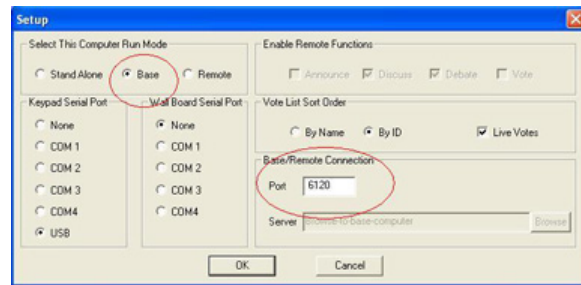 Setup
Select This Computer Run Mode
Stand Alone
Base
Remote
Enable Remote Functions
Announce
Discuss
Debate
Vote
Keypad Serial Port
None
COM 1
COM 2
COM 3
COM4
USB
Wall Board Serial Port
None
COM 1
COM 2
COM 3
COM4
Vote List Sort Order
By Name
By ID
Live Votes
Base/Remote Connection
Port
6120
Server
Browse-to-base-computer
Browse
OK
Cancel